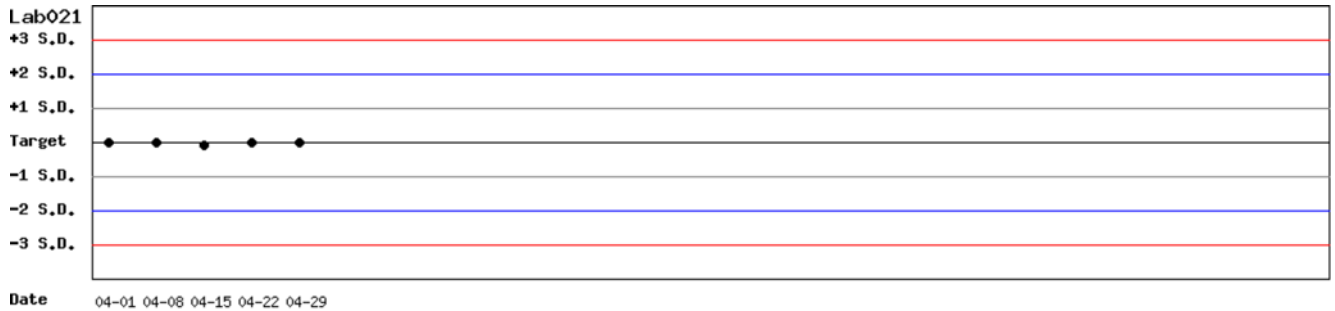 Lab021
+3 S.D.
+2 S.D.
+1 S.D.
Target
-1 S.D.
-2 S.D.
-3 S.D.
Date 04-01 04-08 04-15 04-22 04-29